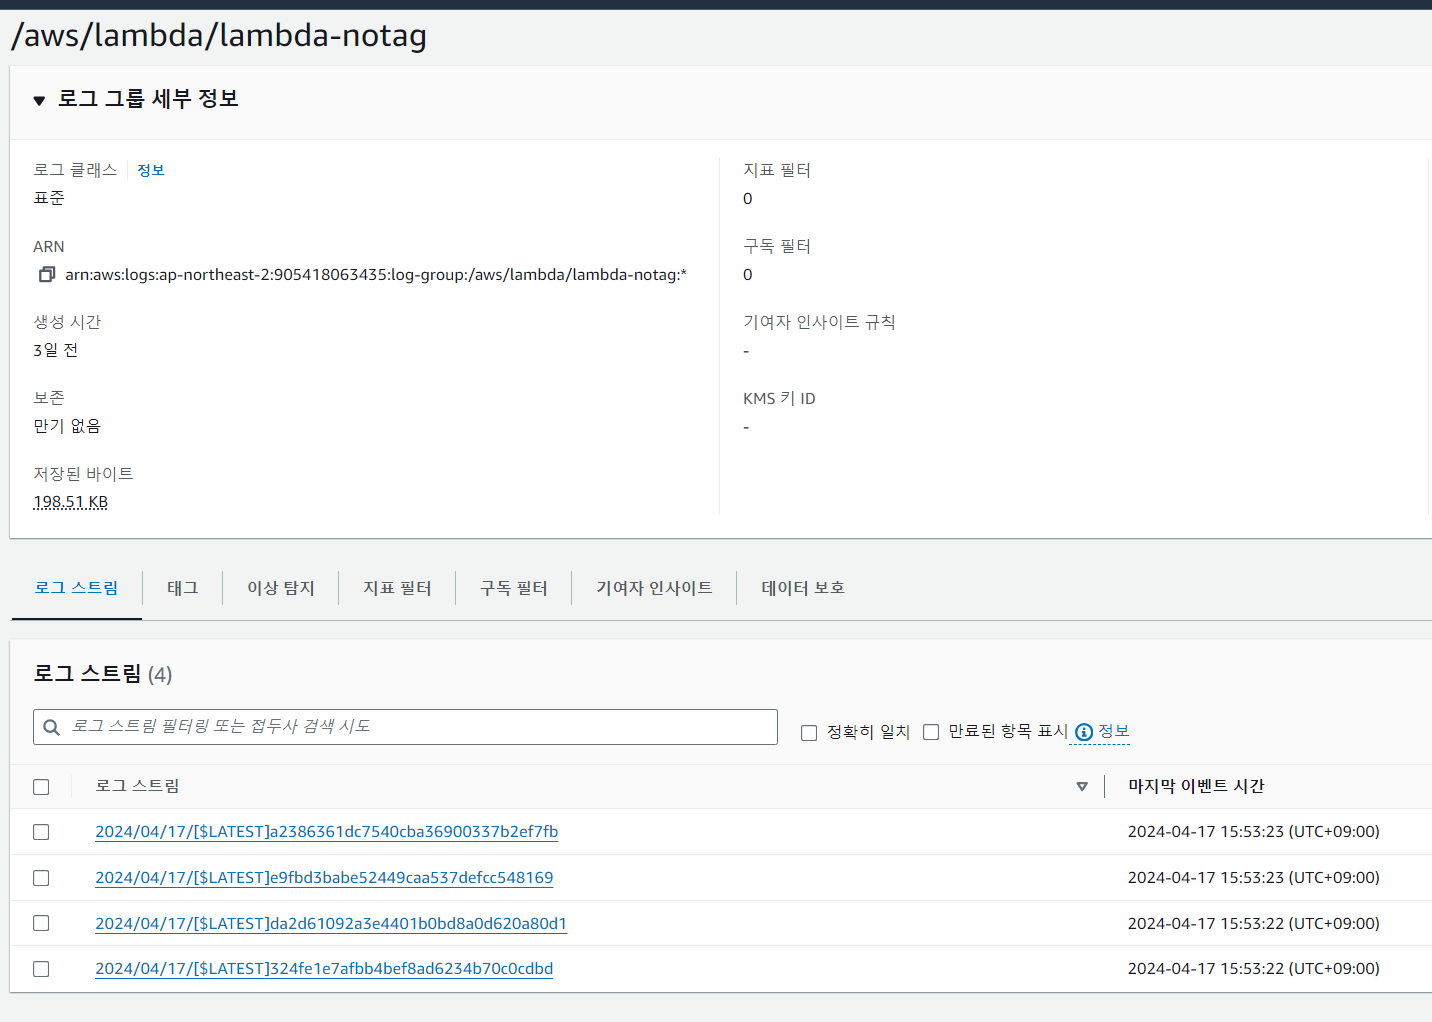 /aws/lambda/lambda-notag
▼ 로그 그룹 세부 정보
로그 클래스 정보
표준
ARN
arn:aws:logs:ap-northeast-2:905418063435:log-group:/aws/lambda/lambda-notag:*
생성 시간
3일 전
보존
만기 없음
저장된 바이트
198.51 KB
지표 필터
0
구독 필터
0
기여자 인사이트 규칙
-
KMS 키 ID
-
로그 스트림 태그 이상 탐지 지표 필터 구독 필터 기여자 인사이트 데이터 보호
로그 스트림 (4)
로그 스트림 필터링 또는 접두사 검색 시도 정확히 일치 만료된 항목 표시 정보
로그 스트림 마지막 이벤트 시간
2024/04/17/[$LATEST]a2386361dc7540cba36900337b2ef7fb 2024-04-17 15:53:23 (UTC+09:00)
2024/04/17/[$LATEST]e9fbd3babe52449caa537defcc548169 2024-04-17 15:53:23 (UTC+09:00)
2024/04/17/[$LATEST]da2d61092a3e4401b0bd8a0d620a80d1 2024-04-17 15:53:22 (UTC+09:00)
2024/04/17/[$LATEST]324fe1e7afbb4bef8ad6234b70c0cdbd 2024-04-17 15:53:22 (UTC+09:00)